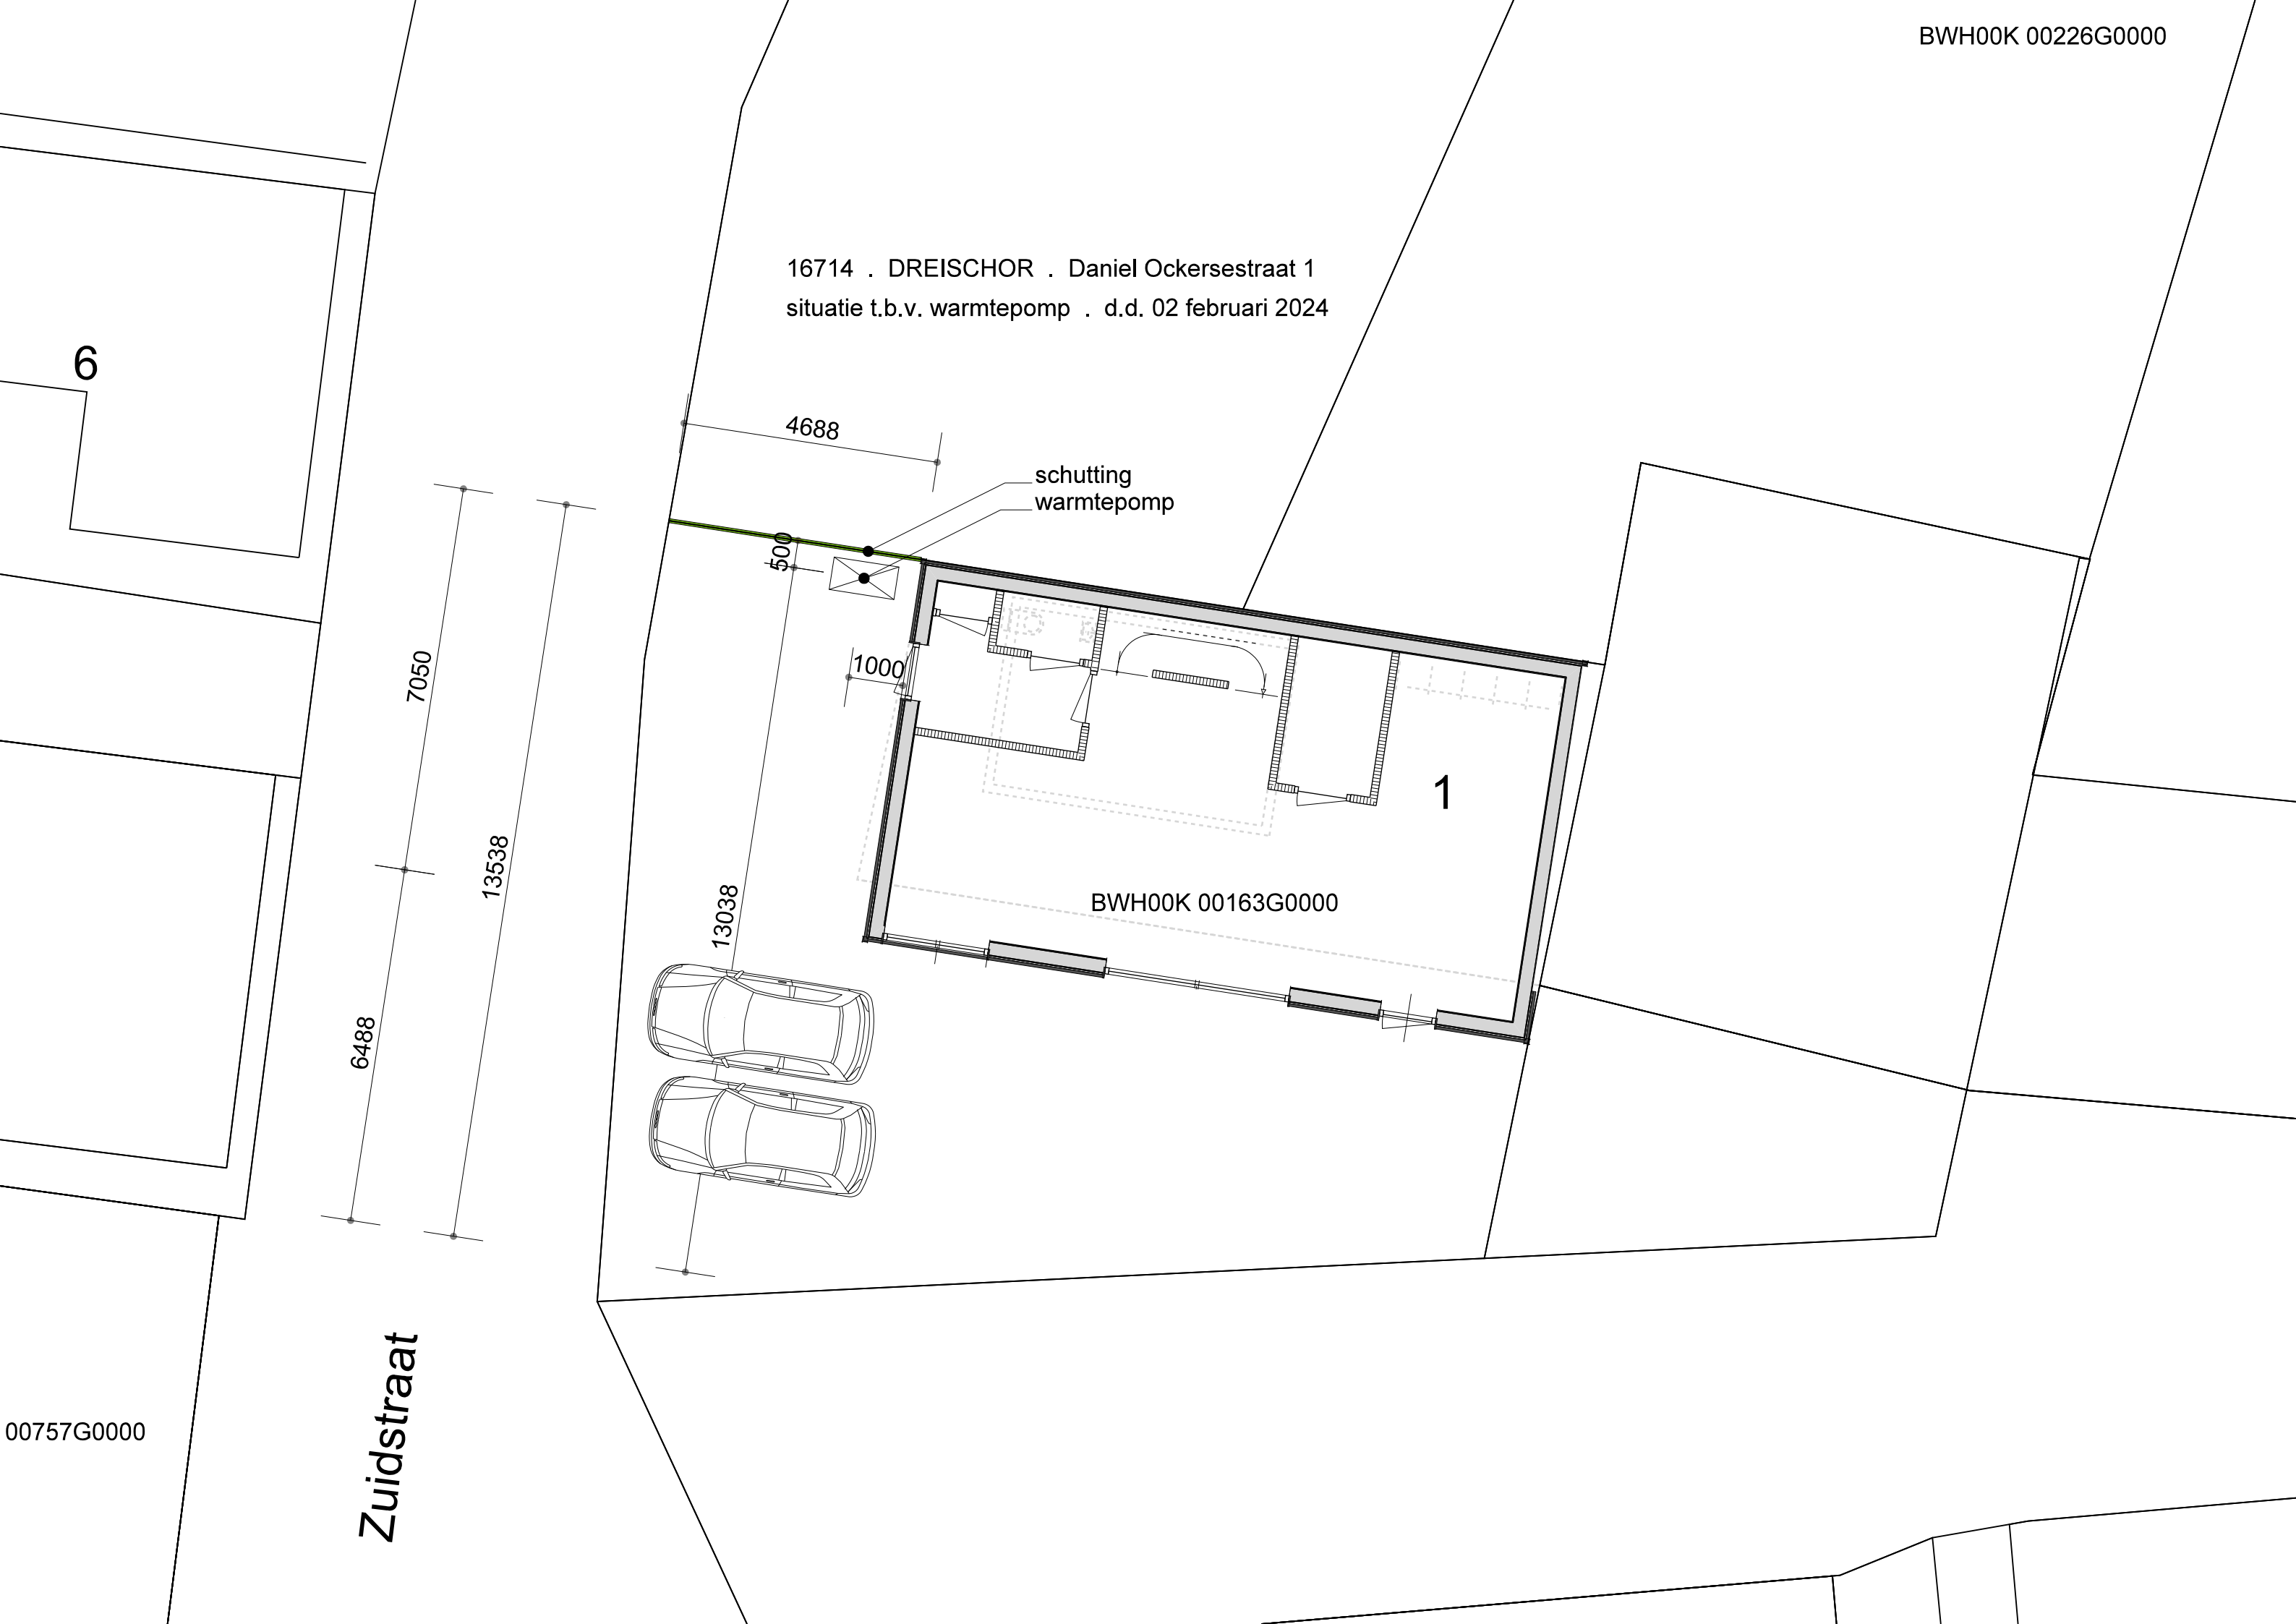 BWH00K 00226G0000
16714 . DREISCHOR . Daniel Ockersestraat 1
situatie t.b.v. warmtepomp . d.d. 02 februari 2024
6
4688
schutting
warmtepomp
500
1000
7050
13538
13038
6488
1
BWH00K 00163G0000
Zuidstraat
00757G0000